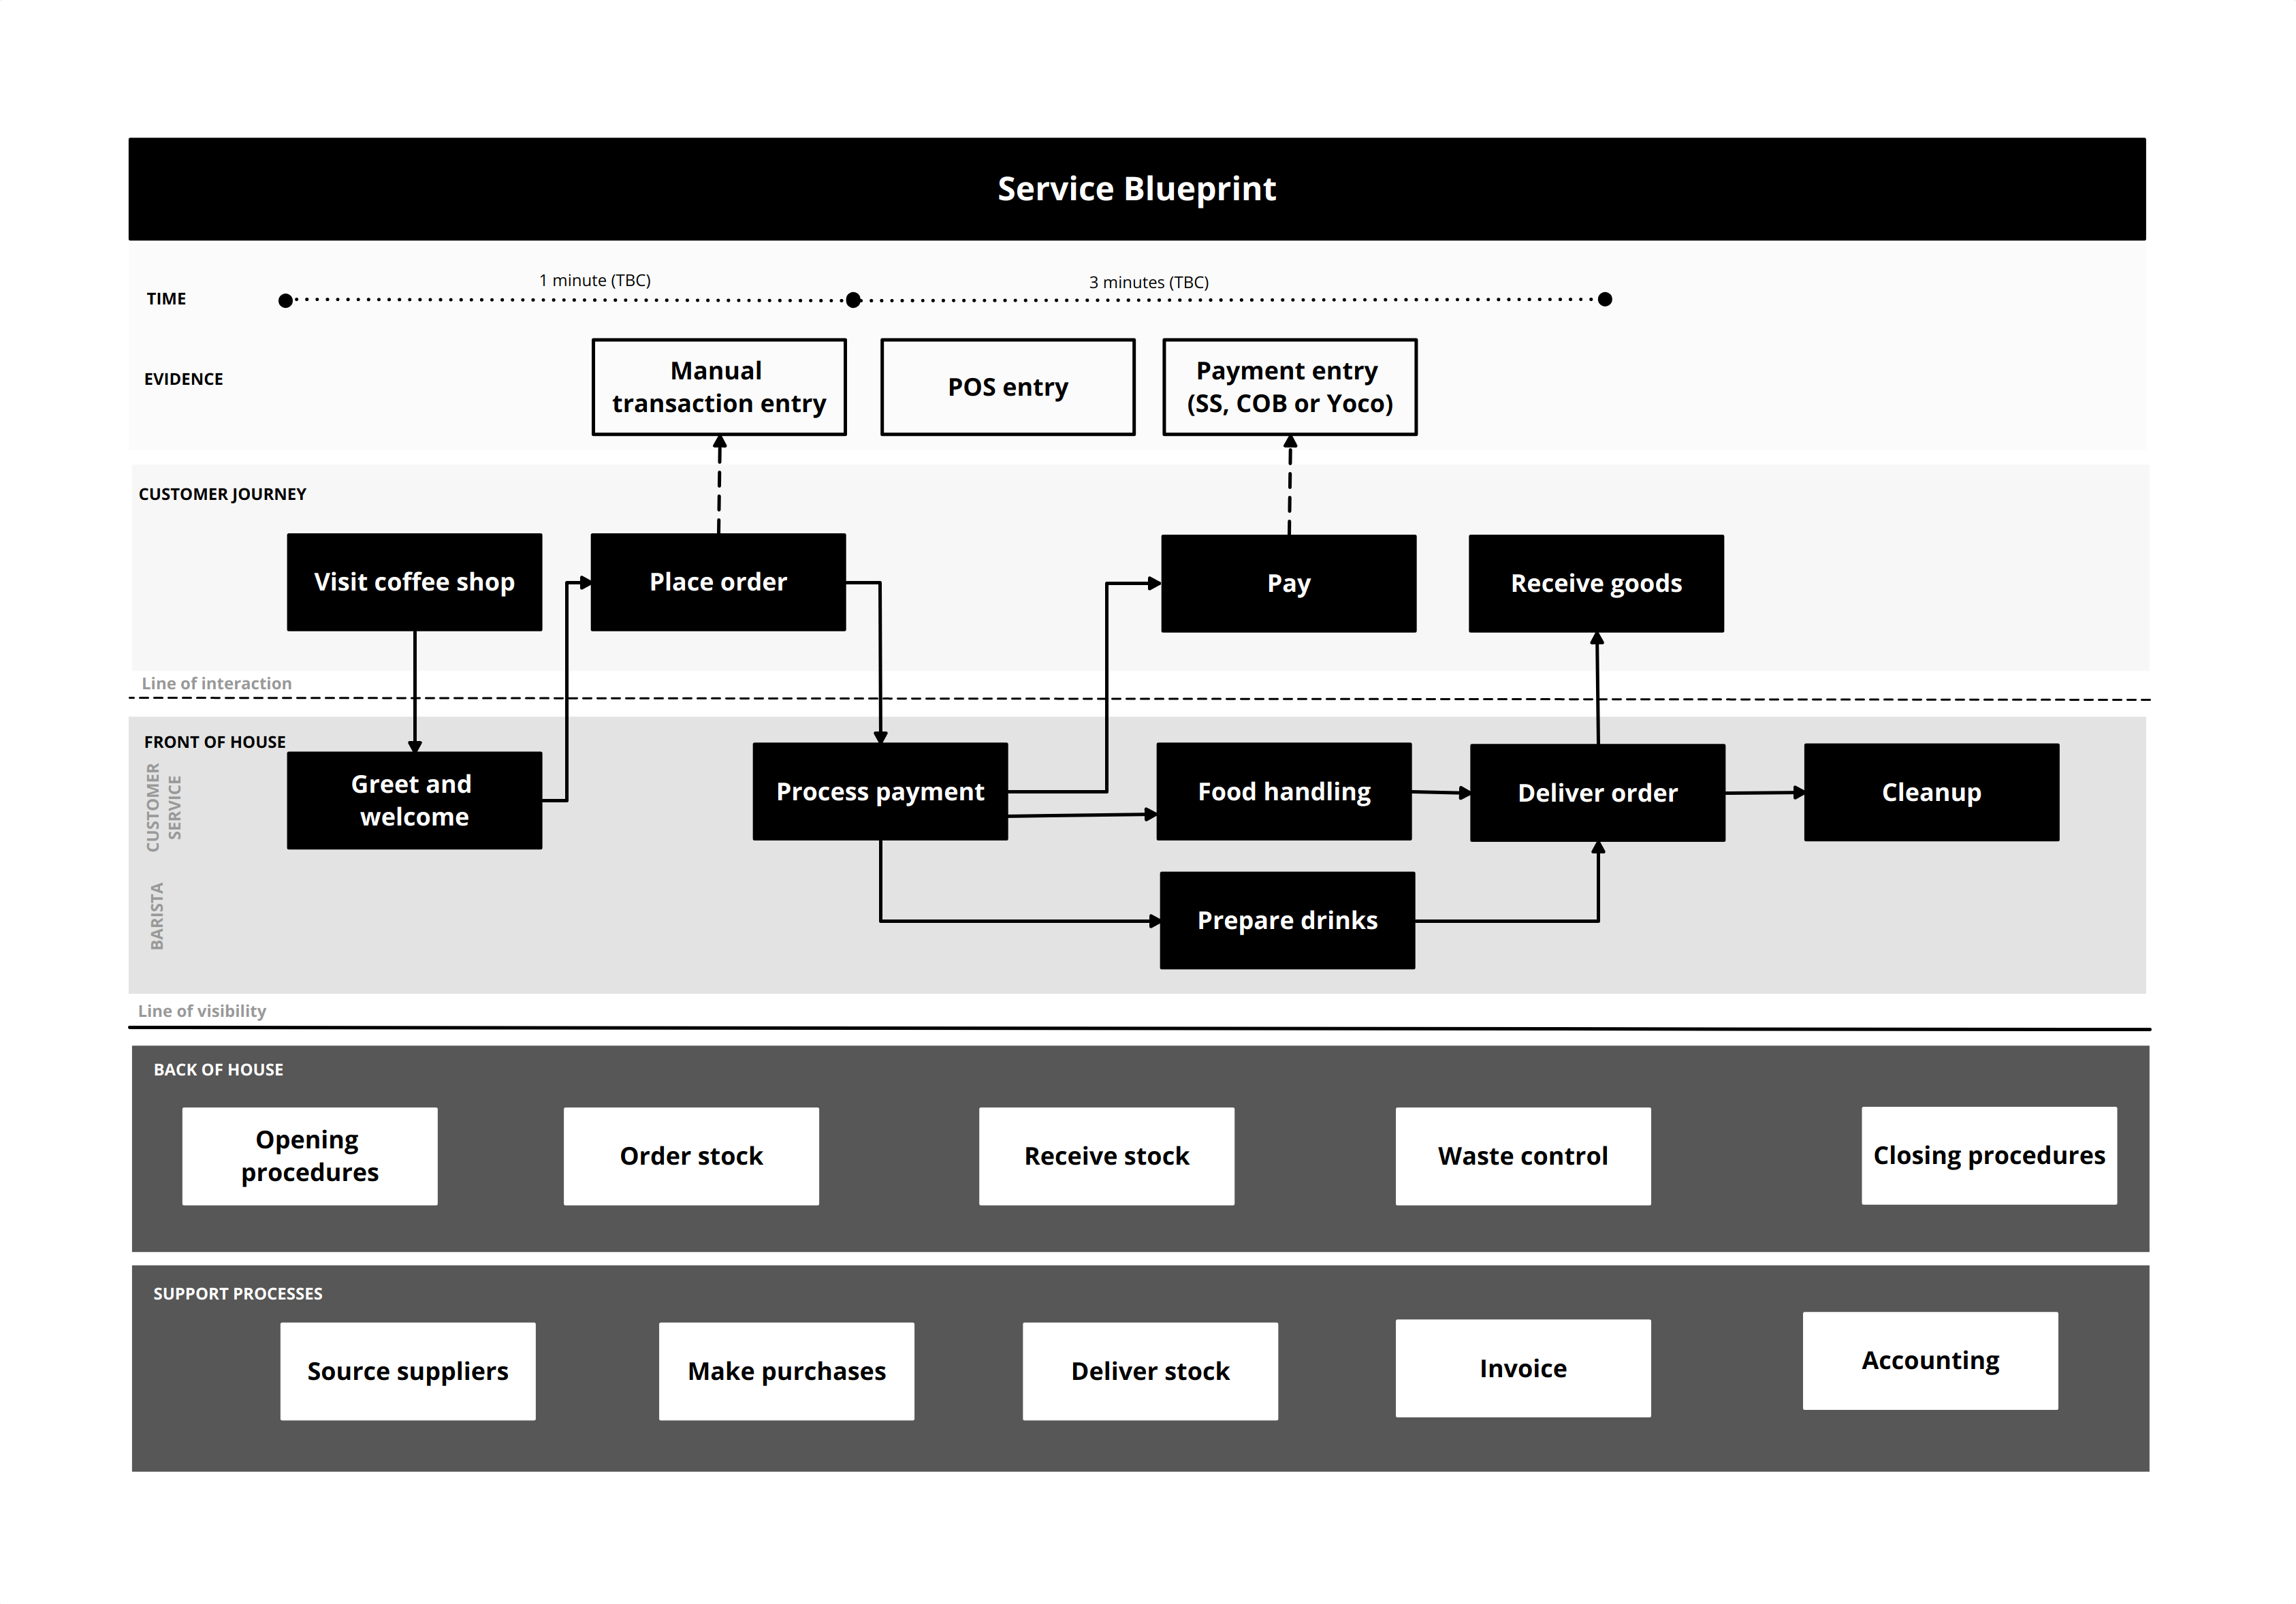 Service Blueprint
TIME
1 minute (TBC)
3 minutes (TBC)
EVIDENCE
Manual
transaction entry
POS entry
Payment entry
(SS, COB or Yoco)
CUSTOMER JOURNEY
Visit coffee shop
Place order
Pay
Receive goods
Line of interaction
FRONT OF HOUSE
CUSTOMER
SERVICE
Greet and
welcome
Process payment
Food handling
Deliver order
Cleanup
BARISTA
Prepare drinks
Line of visibility
BACK OF HOUSE
Opening
procedures
Order stock
Receive stock
Waste control
Closing procedures
SUPPORT PROCESSES
Source suppliers
Make purchases
Deliver stock
Invoice
Accounting